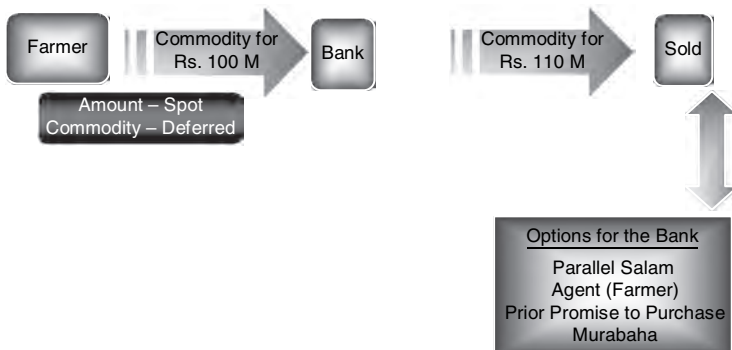 Farmer
Commodity for
Rs. 100 M
Bank
Commodity for
Rs. 110 M
Sold
Amount – Spot
Commodity – Deferred
Options for the Bank
Parallel Salam
Agent (Farmer)
Prior Promise to Purchase
Murabaha